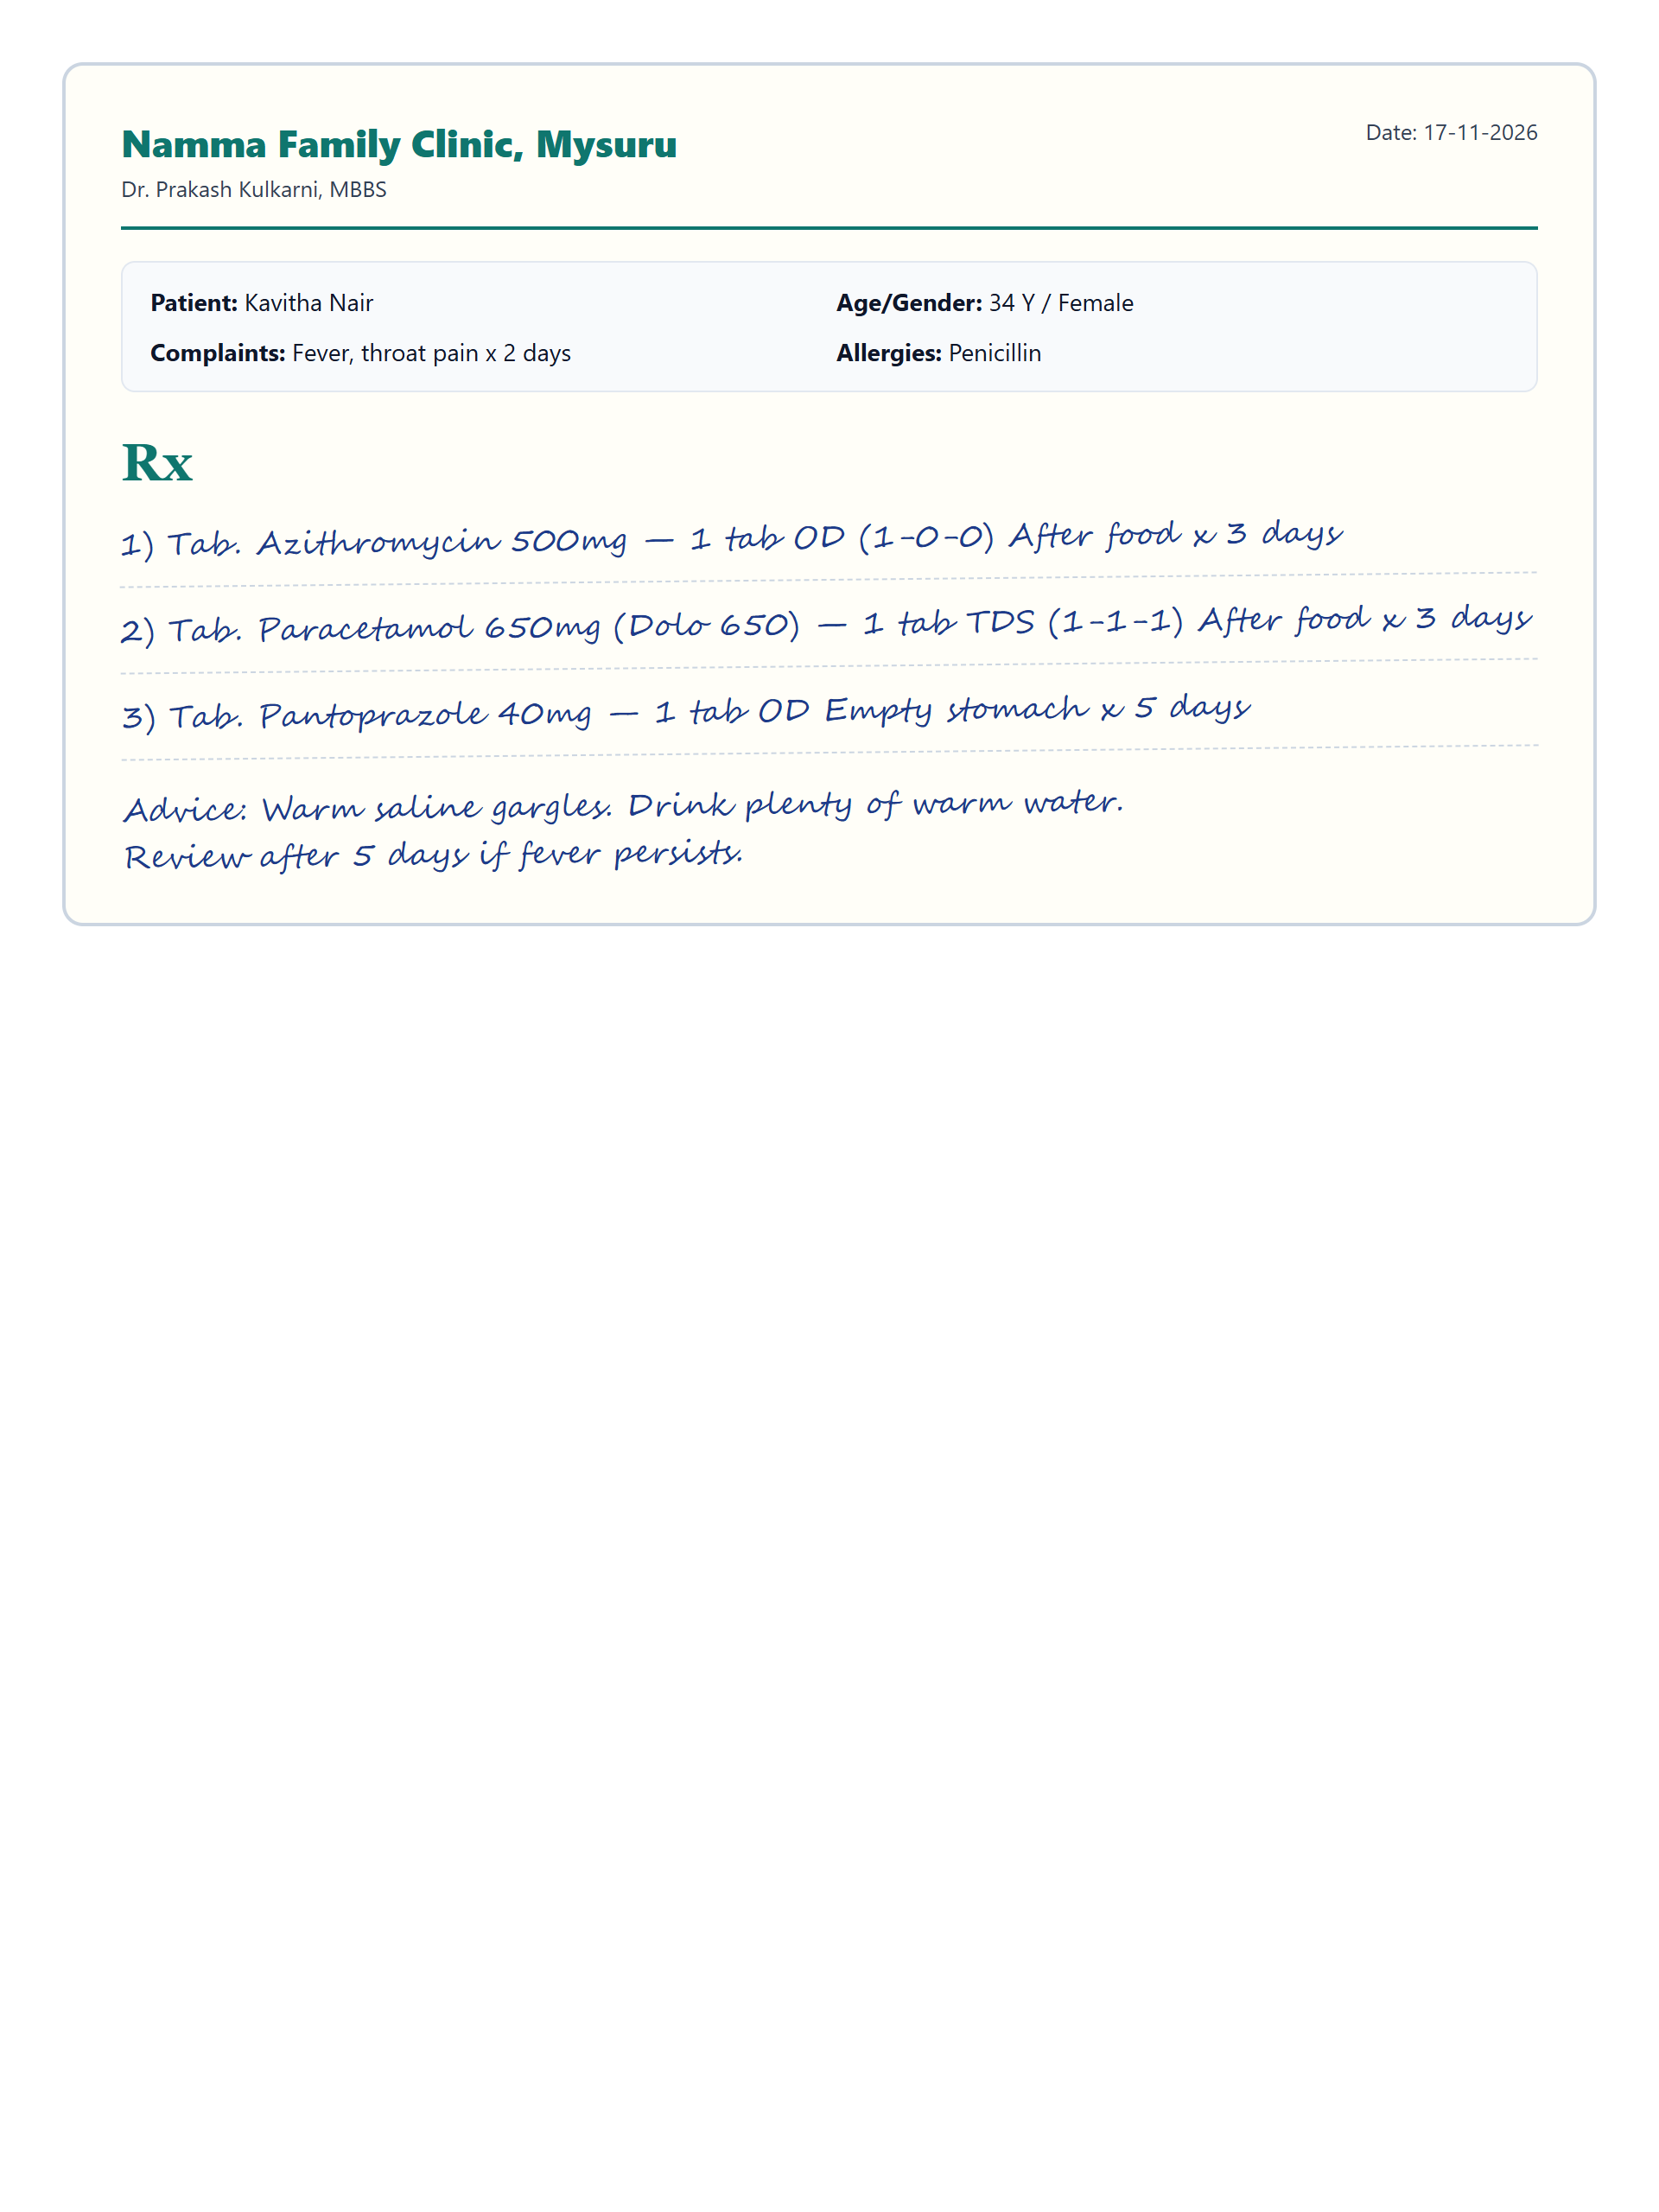 Namma Family Clinic, Mysuru
Date: 17-11-2026
Dr. Prakash Kulkarni, MBBS
Patient: Kavitha Nair
Age/Gender: 34 Y / Female
Complaints: Fever, throat pain x 2 days
Allergies: Penicillin
Rx
1) Tab. Azithromycin 500mg — 1 tab OD (1-0-0) After food x 3 days
2) Tab. Paracetamol 650mg (Dolo 650) — 1 tab TDS (1-1-1) After food x 3 days
3) Tab. Pantoprazole 40mg — 1 tab OD Empty stomach x 5 days
Advice: Warm saline gargles. Drink plenty of warm water.
Review after 5 days if fever persists.